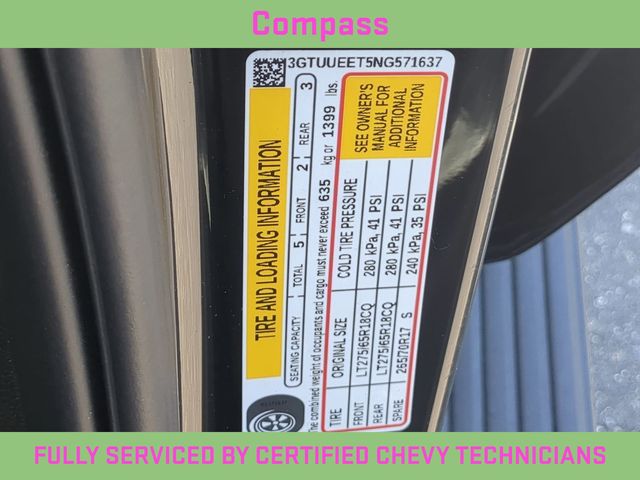 Compass
3GTUUEET5NG571637
TIRE AND LOADING INFORMATION
SEATING CAPACITY TOTAL 5 FRONT 2 REAR 3
The combined weight of occupants and cargo must never exceed 635 kg or 1399 lbs.
TIRE ORIGINAL SIZE COLD TIRE PRESSURE
FRONT LT275/65R18CQ 280 kPa, 41 PSI
REAR LT275/65R18CQ 280 kPa, 41 PSI
SPARE 265/70R17 S 240 kPa, 35 PSI
SEE OWNER'S
MANUAL FOR
ADDITIONAL
INFORMATION
FULLY SERVICED BY CERTIFIED CHEVY TECHNICIANS